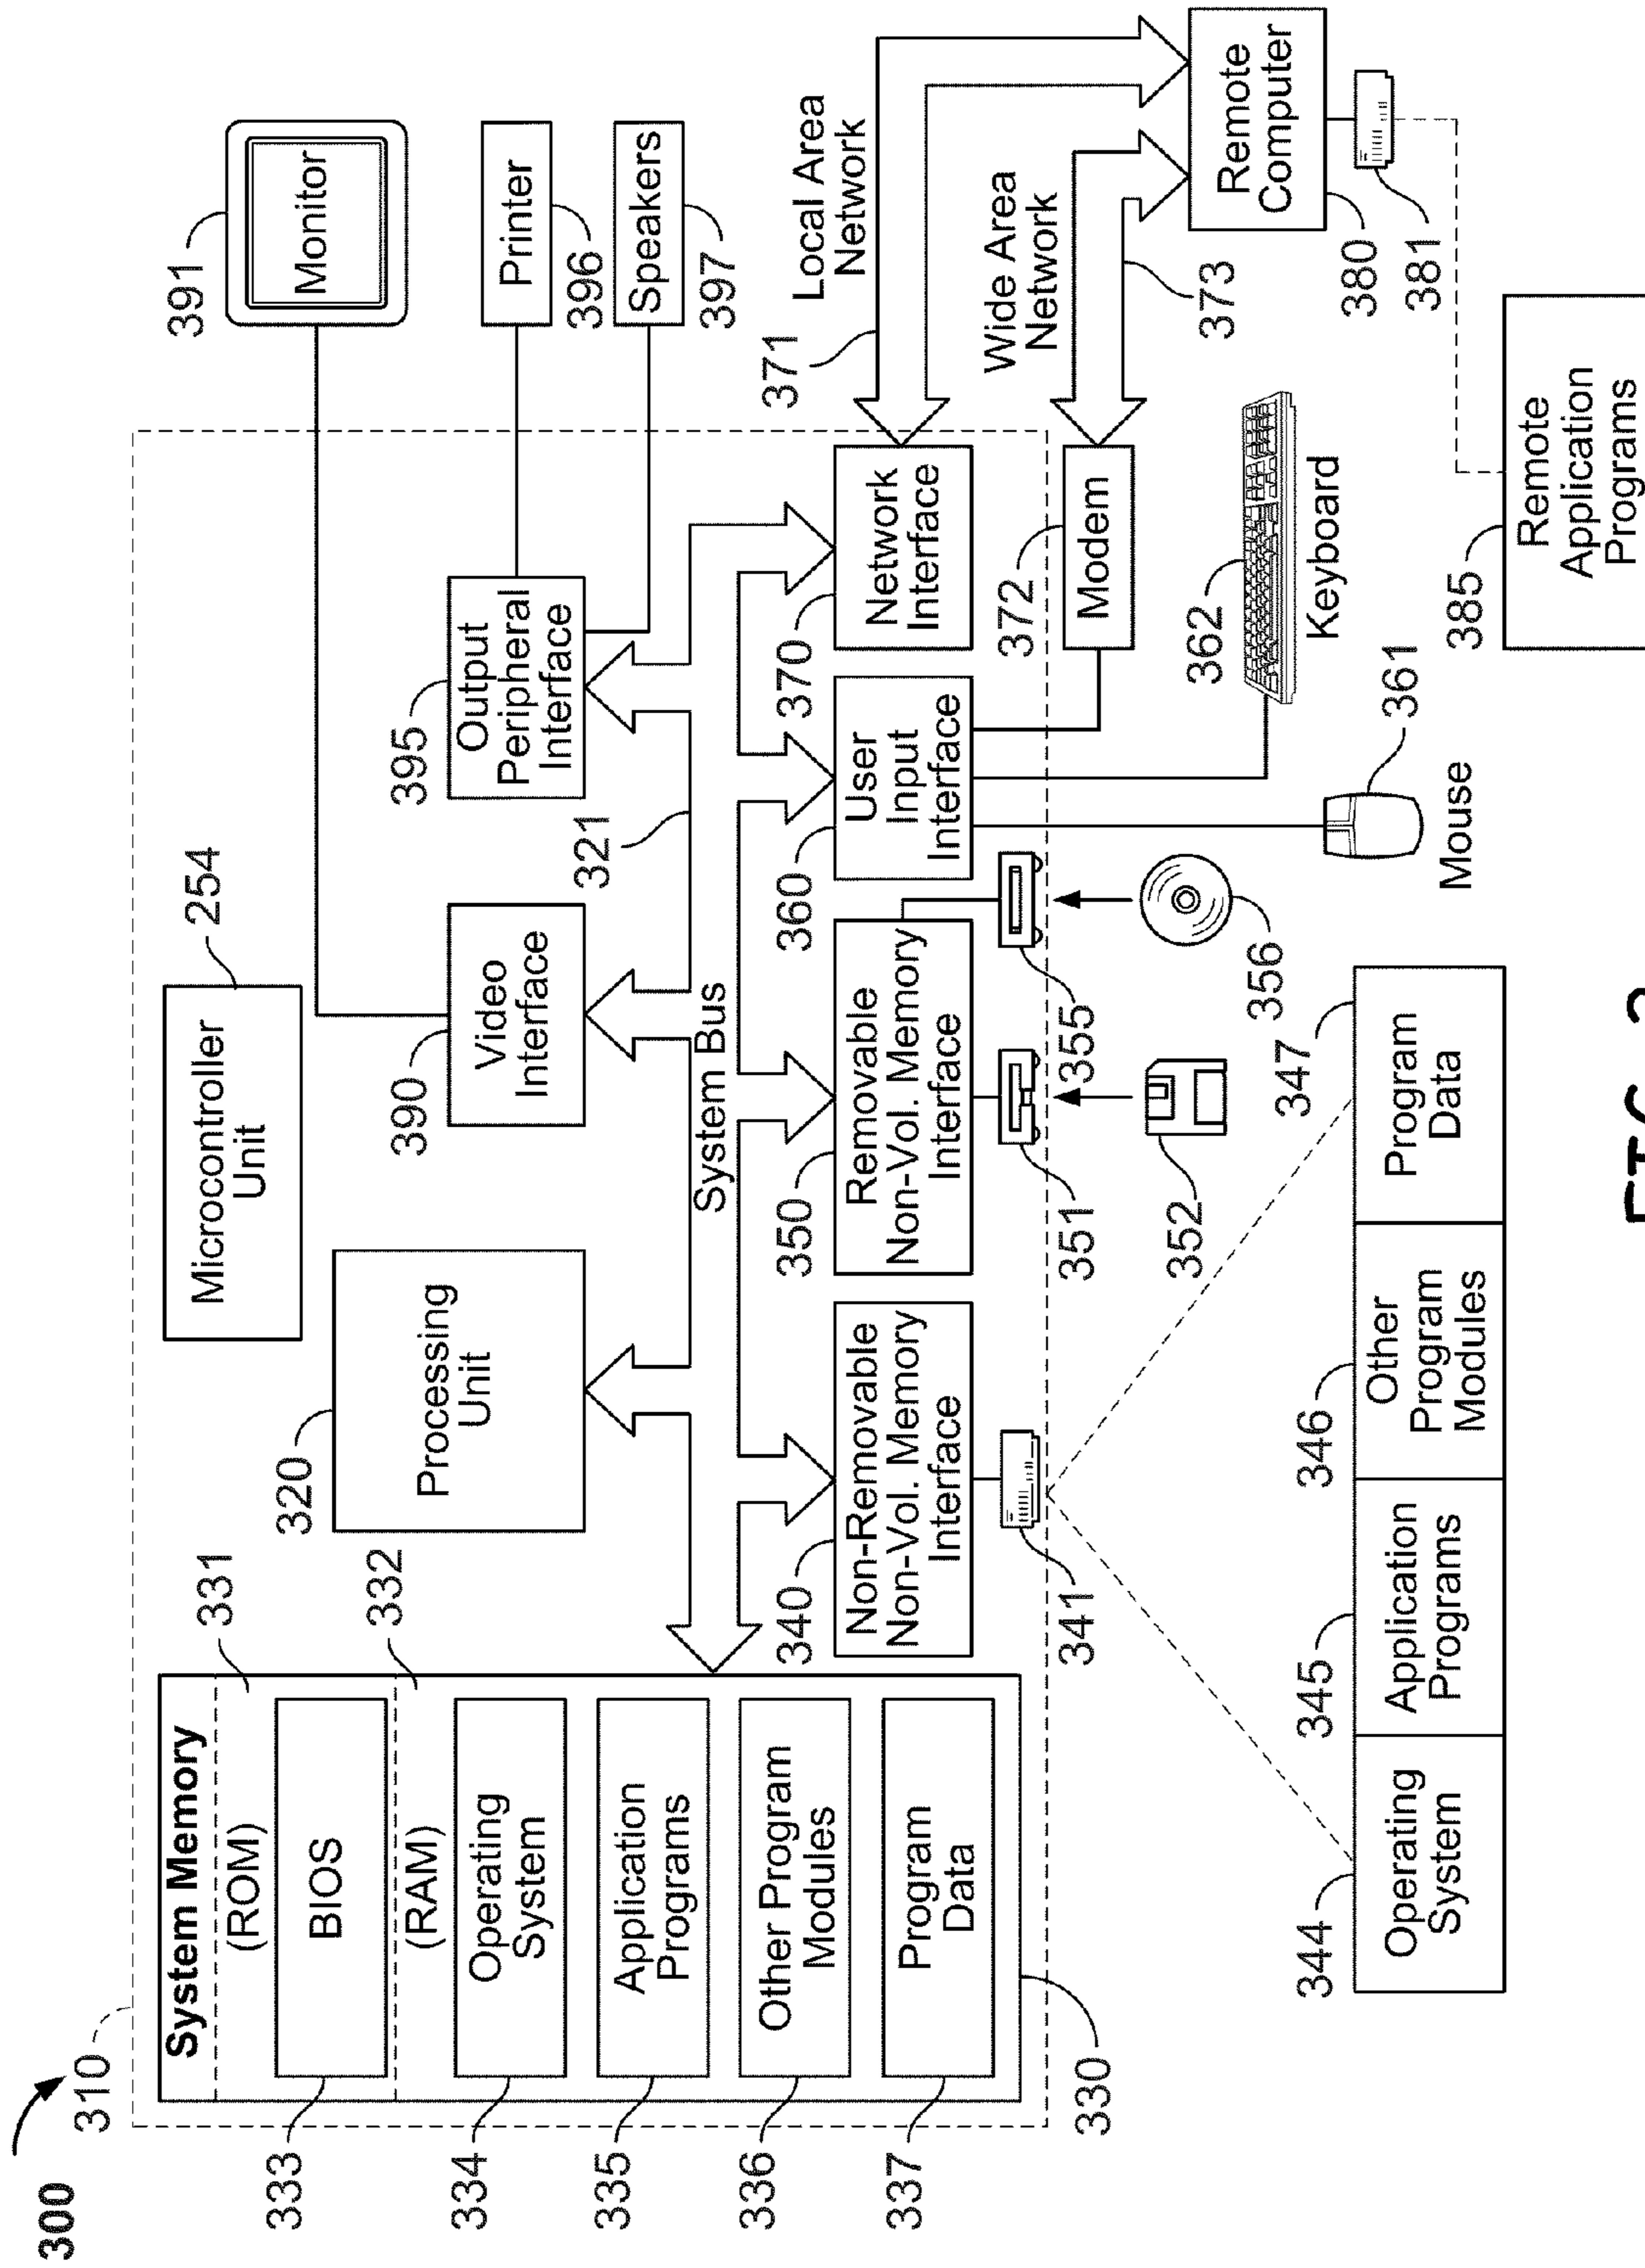 300
310
System Memory
(ROM)
331
BIOS
333
(RAM)
332
Operating
System
334
Application
Programs
335
Other Program
Modules
336
Program
Data
337
330
Processing
Unit
320
Microcontroller
Unit
254
Video
Interface
390
Output
Peripheral
Interface
395
Monitor
391
Printer
396
Speakers
397
System Bus
321
Non-Removable
Non-Vol. Memory
Interface
340
Removable
Non-Vol. Memory
Interface
350
User
Input
Interface
360
Network
Interface
370
Local Area
Network
371
Wide Area
Network
373
Modem
372
Remote
Computer
380
381
341
351
355
352
356
Mouse
361
Keyboard
362
Operating
System
344
Application
Programs
345
Other
Program
Modules
346
Program
Data
347
Remote
Application
Programs
385